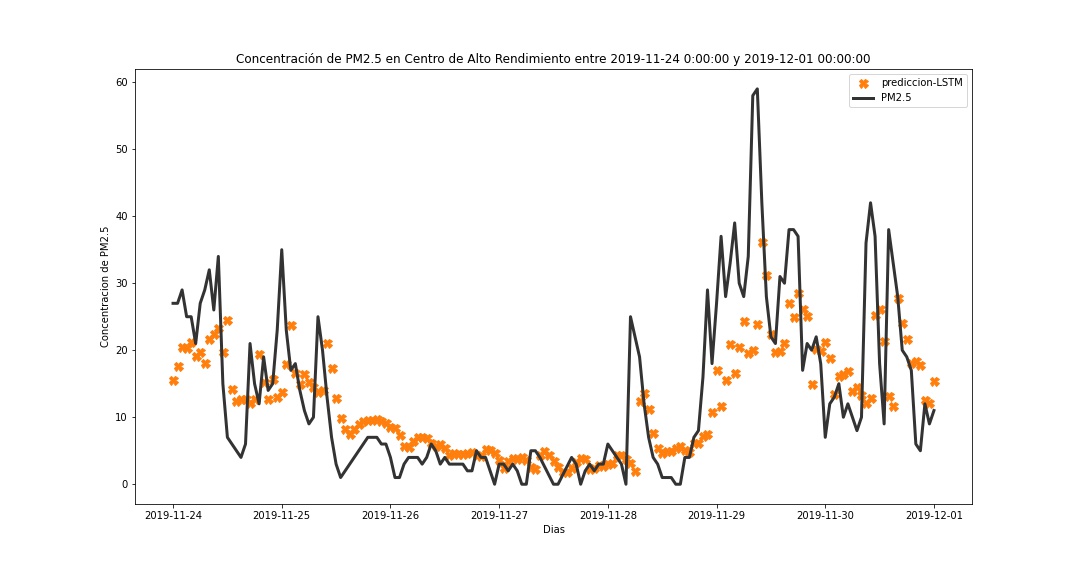 Concentración de PM2.5 en Centro de Alto Rendimiento entre 2019-11-24 0:00:00 y 2019-12-01 00:00:00
prediccion-LSTM
PM2.5
60
50
40
30
20
10
0
Concentracion de PM2.5
2019-11-24 2019-11-25 2019-11-26 2019-11-27 2019-11-28 2019-11-29 2019-11-30 2019-12-01
Dias